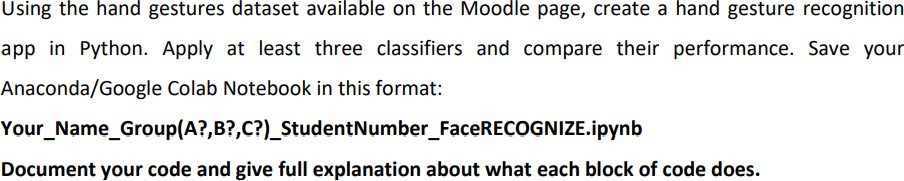 Using the hand gestures dataset available on the Moodle page, create a hand gesture recognition
app in Python. Apply at least three classifiers and compare their performance. Save your
Anaconda/Google Colab Notebook in this format:
Your_Name_Group(A?,B?,C?)_StudentNumber_FaceRECOGNIZE.ipynb
Document your code and give full explanation about what each block of code does.